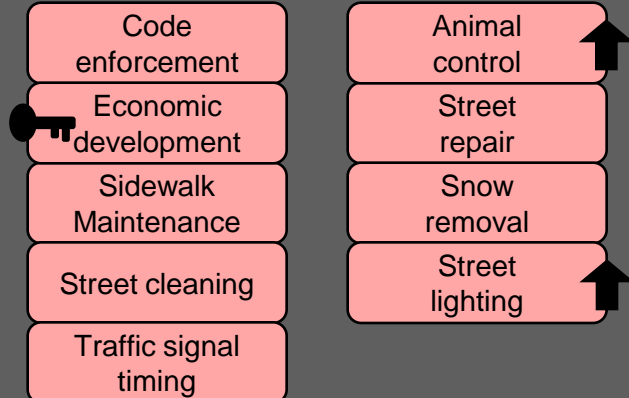 Code
enforcement
Economic
development
Sidewalk
Maintenance
Street cleaning
Traffic signal
timing
Animal
control
Street
repair
Snow
removal
Street
lighting